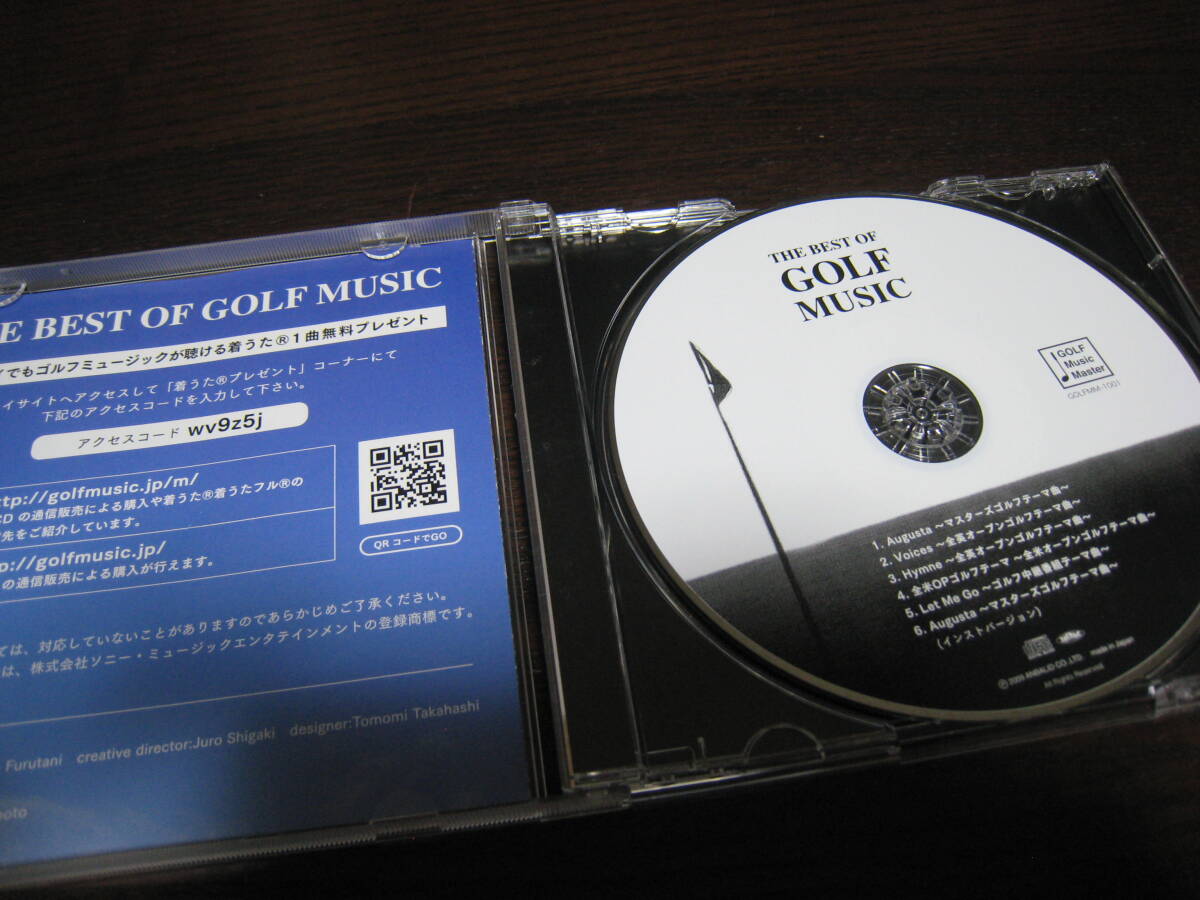 E BEST OF GOLF MUSIC
でもゴルフミュージックが聴ける着うた®1曲無料プレゼント
イサイトへアクセスして「着うた®プレゼント」コーナーにて
下記のアクセスコードを入力して下さい。
アクセスコード wv9z5j
tp://golfmusic.jp/m/
CD の通信販売による購入や着うた®着うたフル®の
先をご紹介しています。
p://golfmusic.jp/
の通信販売による購入が行えます。
QRコードでGO
ては、対応していないことがありますのであらかじめご了承ください。
は、株式会社ソニー・ミュージックエンタテインメントの登録商標です。
Furutani creative director:Juro Shigaki designer:Tomomi Takahashi
oto
THE BEST OF
GOLF
MUSIC
GOLF
Music
Master
GOLFMM-1001
1. Augusta ～マスターズゴルフテーマ曲～
2. Voices ～全英オープンゴルフテーマ曲～
3. Hymne ～全英オープンゴルフテーマ曲～
4. 全米OPゴルフテーマ ～全米オープンゴルフテーマ曲～
5. Let Me Go ～ゴルフ中継番組テーマ曲～
6. Augusta ～マスターズゴルフテーマ曲～
(インストバージョン)
made in Japan
All Rights Reserved.